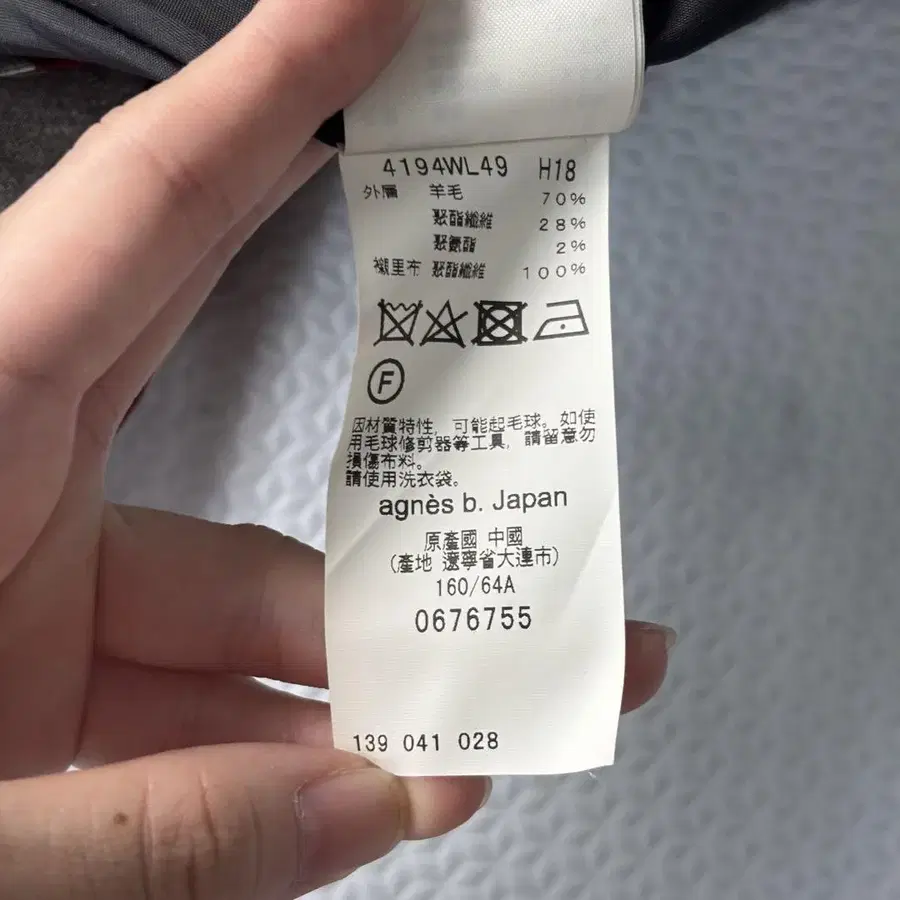 4194WL49 H18
外層 羊毛 70%
聚酯纖維 28%
聚氨酯 2%
襯里布 聚酯纖維 100%
F
因材質特性，可能起毛球。如使
用毛球修剪器等工具，請留意勿
損傷布料。
請使用洗衣袋。
agnès b. Japan
原產國 中國
(產地 遼寧省大連市)
160/64A
0676755
139 041 028